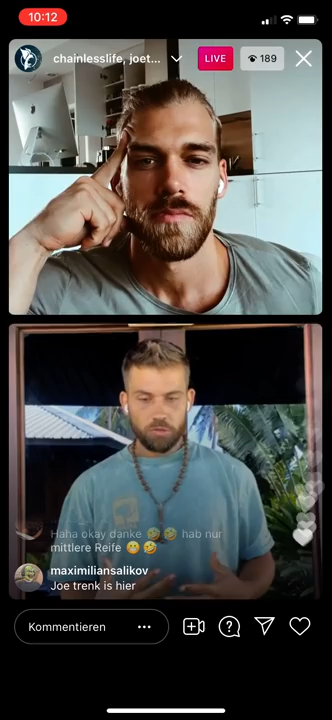 10:12
chainlesslife, joet...
LIVE
189
Haha okay danke 🤣🤣 hab nur
mittlere Reife 😬🤣
maximiliansalikov
Joe trenk is hier
Kommentieren